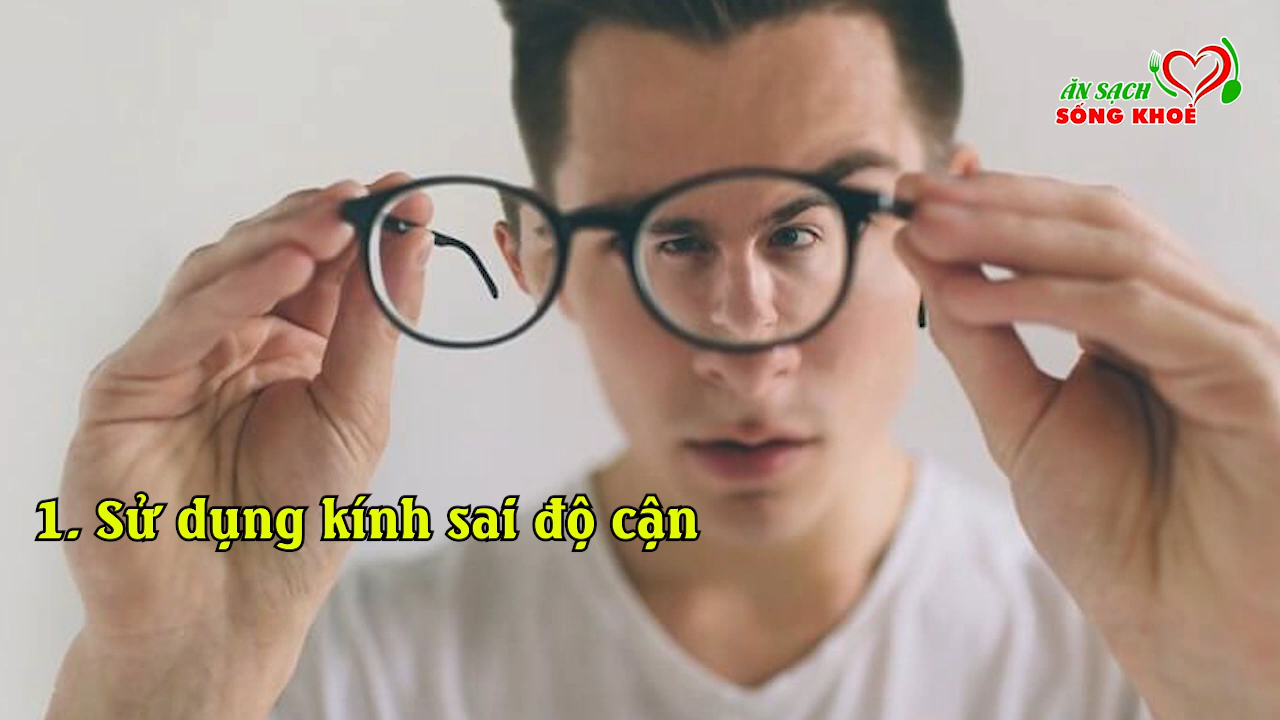 ĂN SẠCH
SỐNG KHOẺ
1. Sử dụng kính sai độ cận